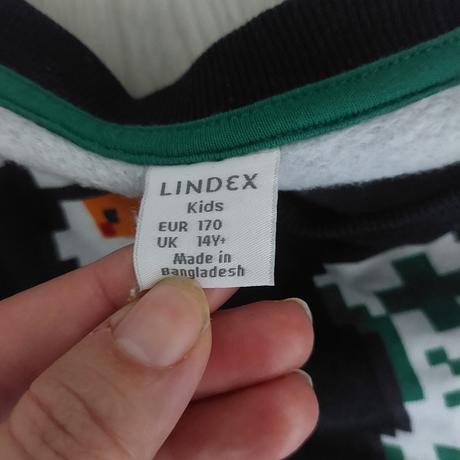 LINDEX
Kids
EUR 170
UK 14Y+
Made in
Bangladesh